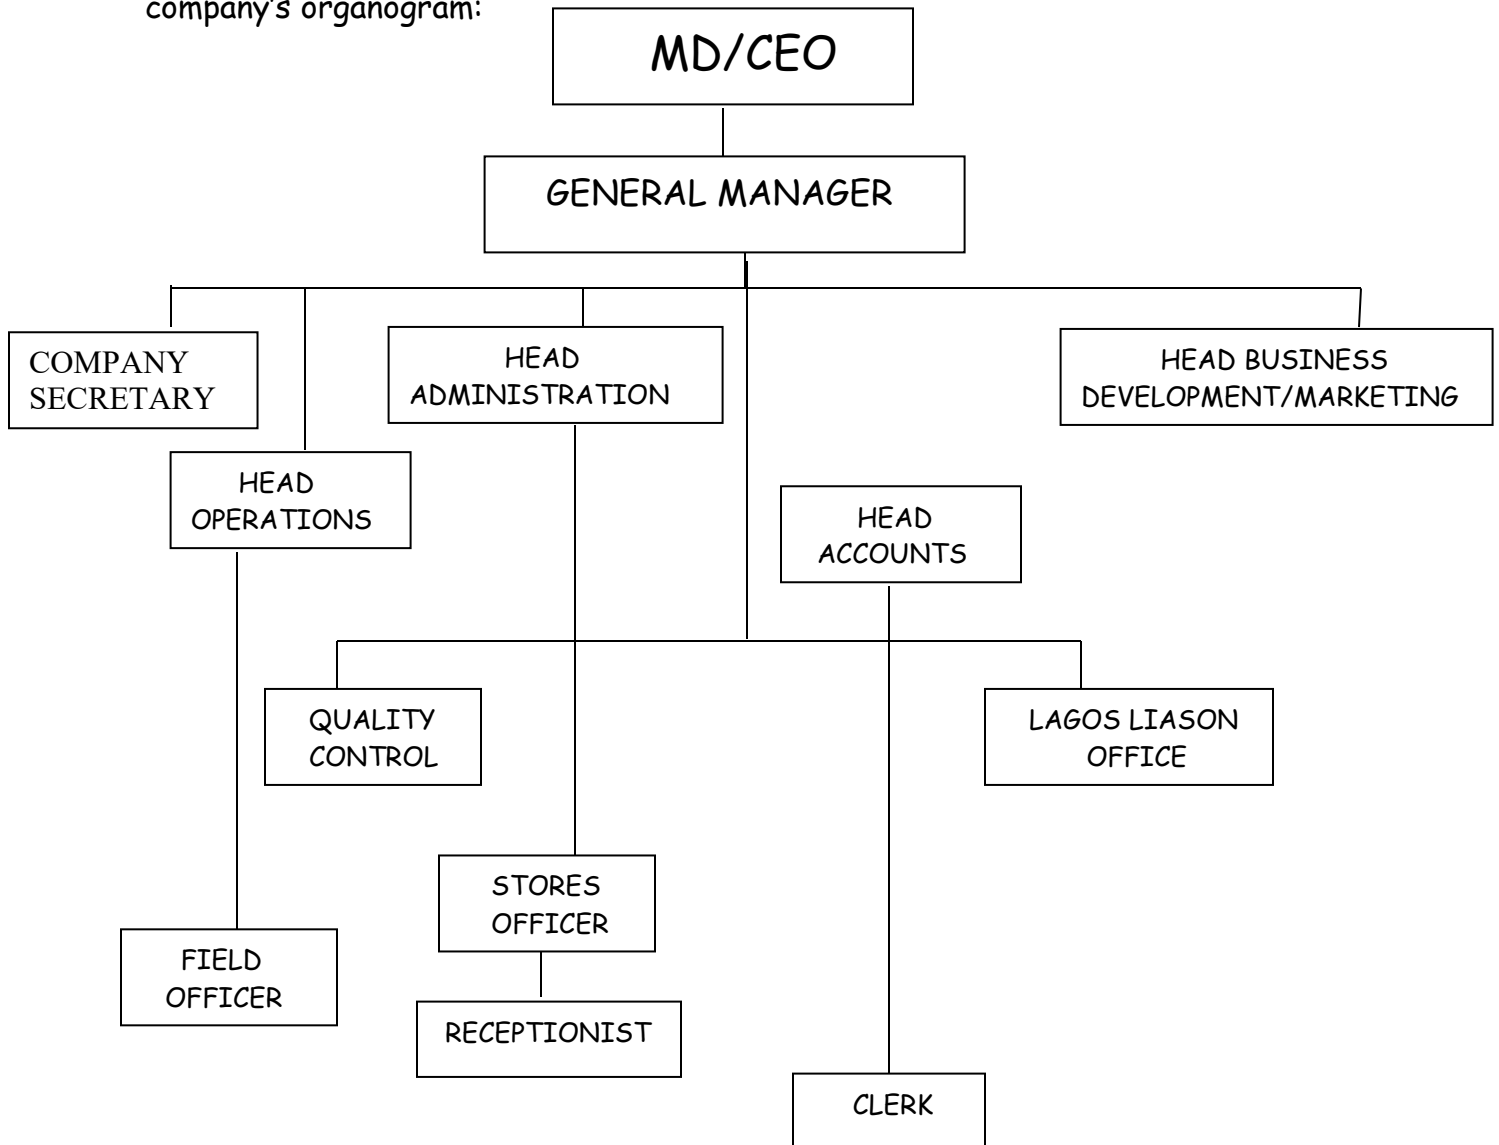 company's organogram:
MD/CEO
GENERAL MANAGER
COMPANY
SECRETARY
HEAD
ADMINISTRATION
HEAD BUSINESS
DEVELOPMENT/MARKETING
HEAD
OPERATIONS
HEAD
ACCOUNTS
QUALITY
CONTROL
LAGOS LIASON
OFFICE
STORES
OFFICER
FIELD
OFFICER
RECEPTIONIST
CLERK